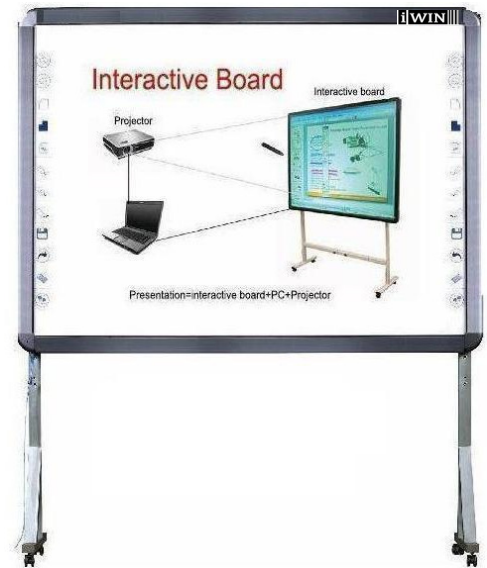 iWIN
Interactive Board
Interactive board
Projector
Presentation=interactive board+PC+Projector